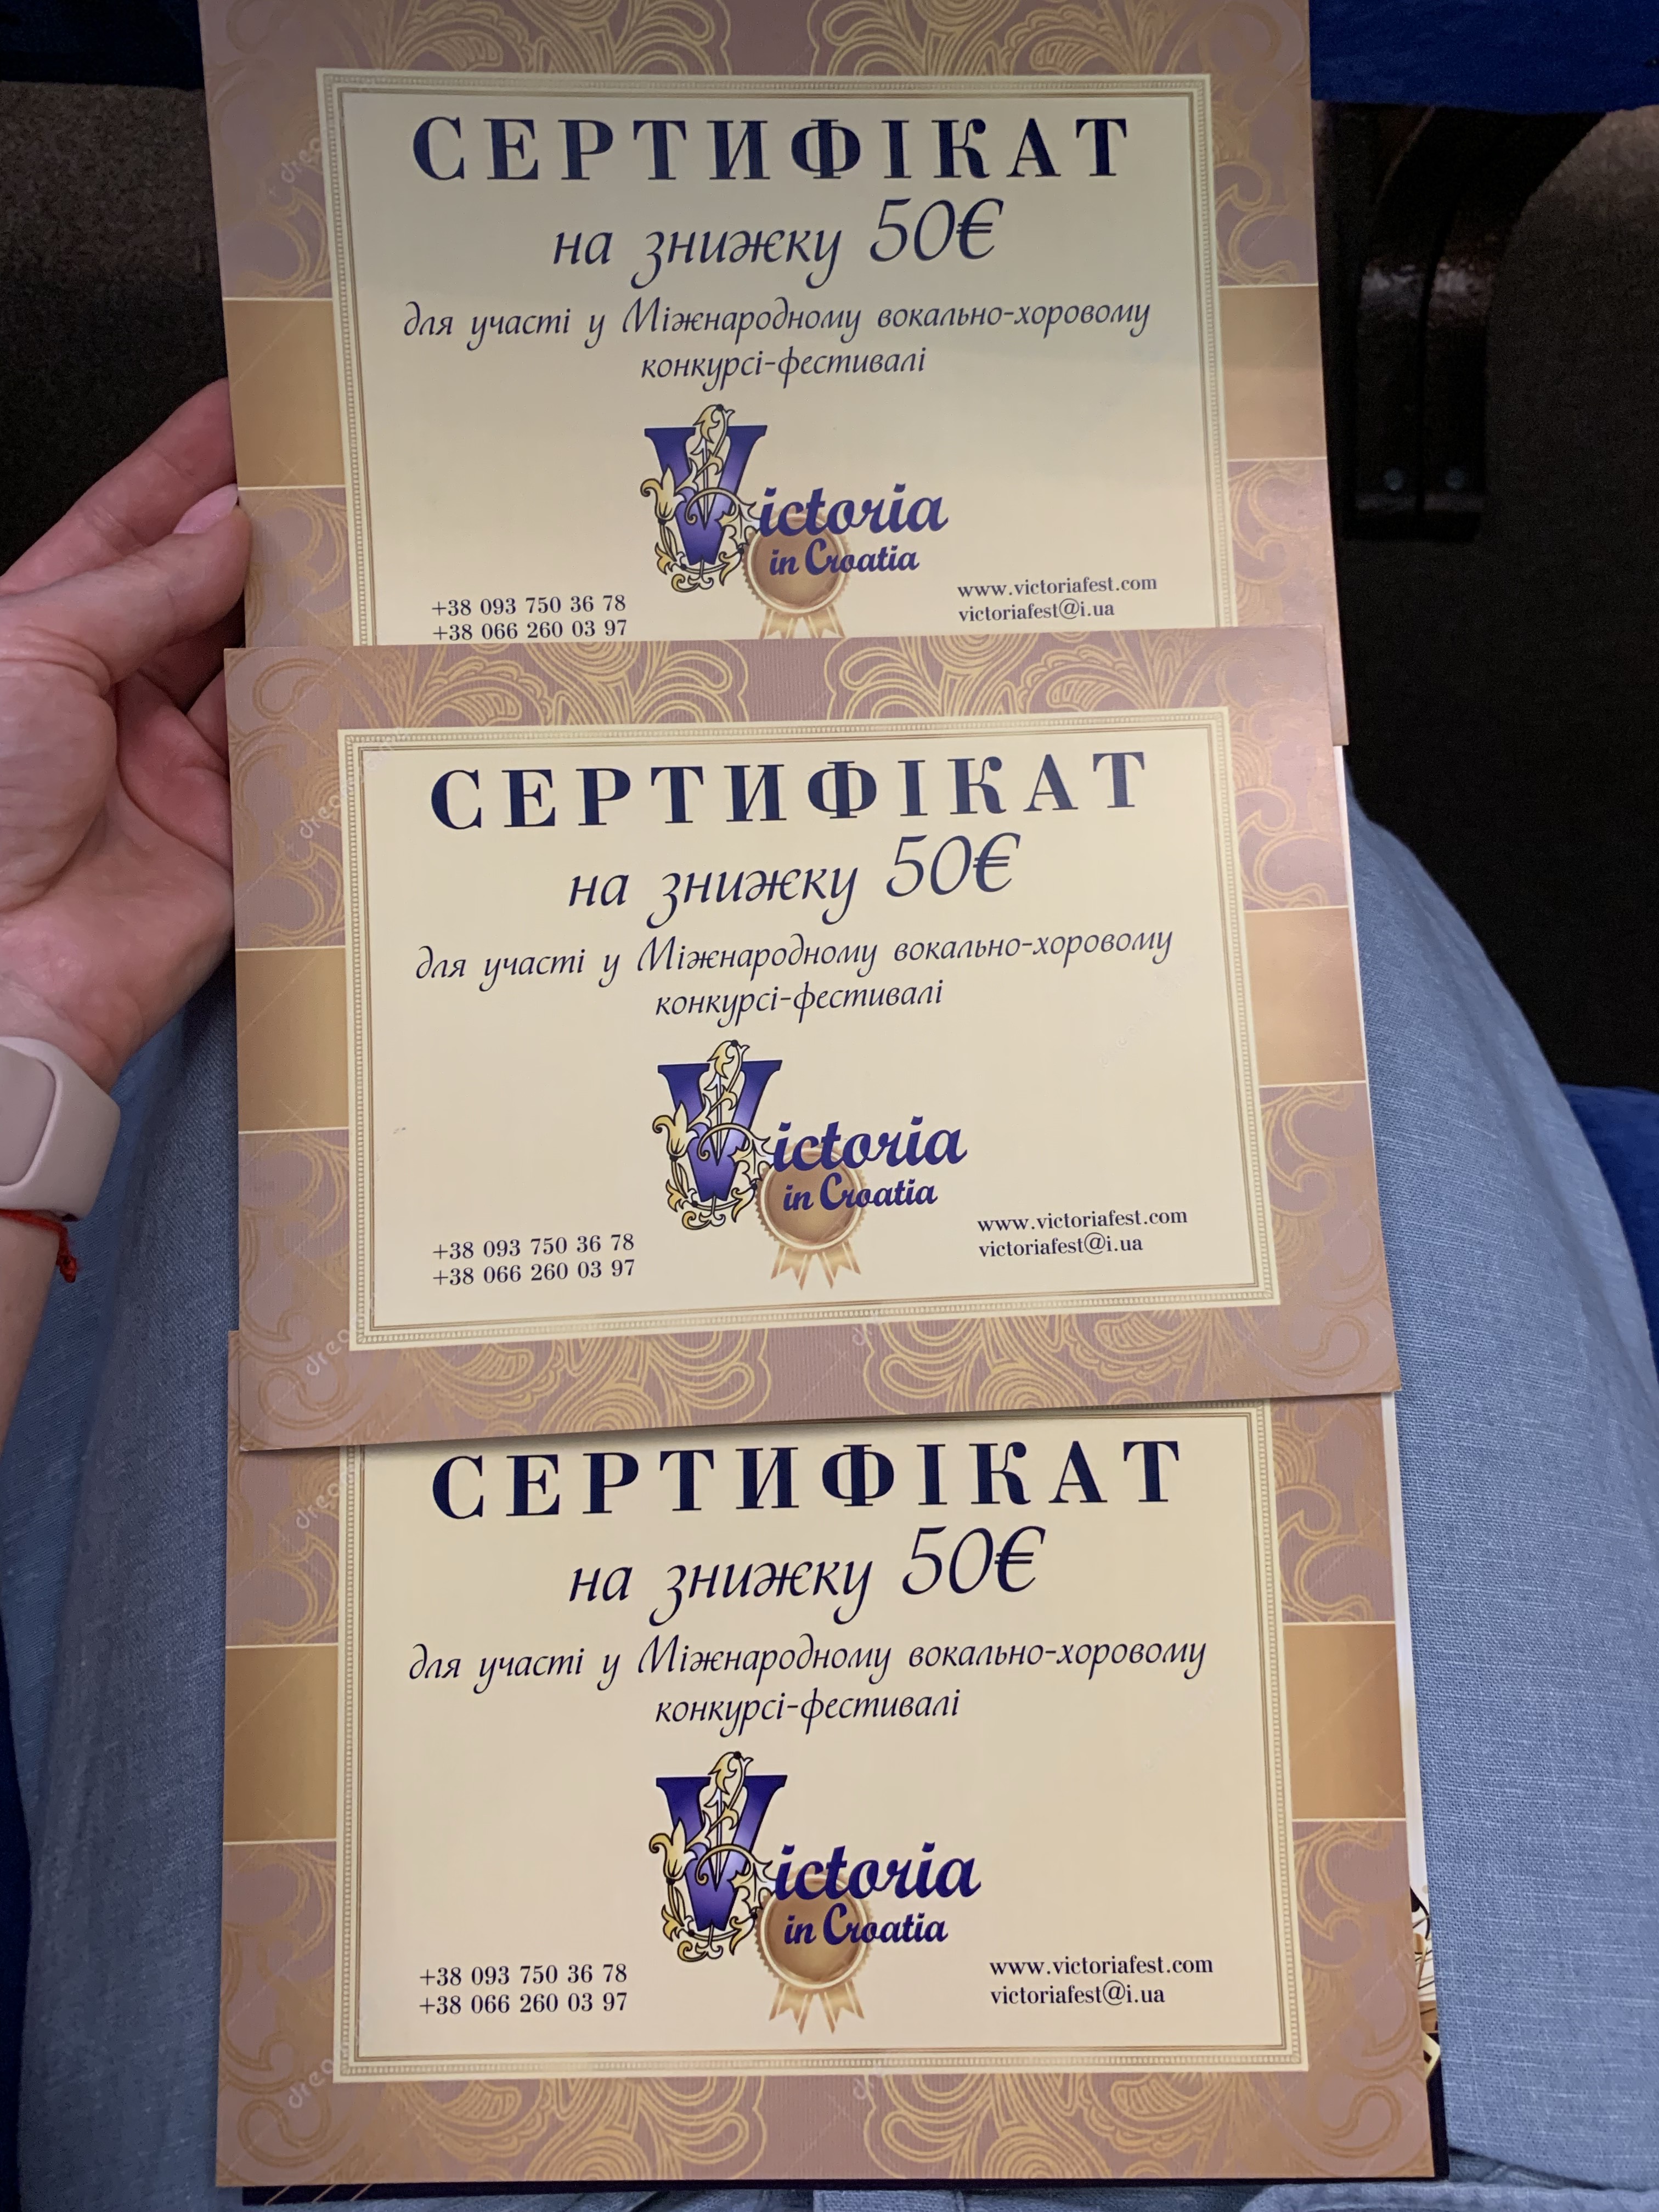 СЕРТИФІКАТ
на знижку 50€
для участі у Міжнародному вокально-хоровому
конкурсі-фестивалі
Victoria
in Croatia
+38 093 750 36 78
+38 066 260 03 97
www.victoriafest.com
victoriafest@i.ua
СЕРТИФІКАТ
на знижку 50€
для участі у Міжнародному вокально-хоровому
конкурсі-фестивалі
Victoria
in Croatia
+38 093 750 36 78
+38 066 260 03 97
www.victoriafest.com
victoriafest@i.ua
СЕРТИФІКАТ
на знижку 50€
для участі у Міжнародному вокально-хоровому
конкурсі-фестивалі
Victoria
in Croatia
+38 093 750 36 78
+38 066 260 03 97
www.victoriafest.com
victoriafest@i.ua